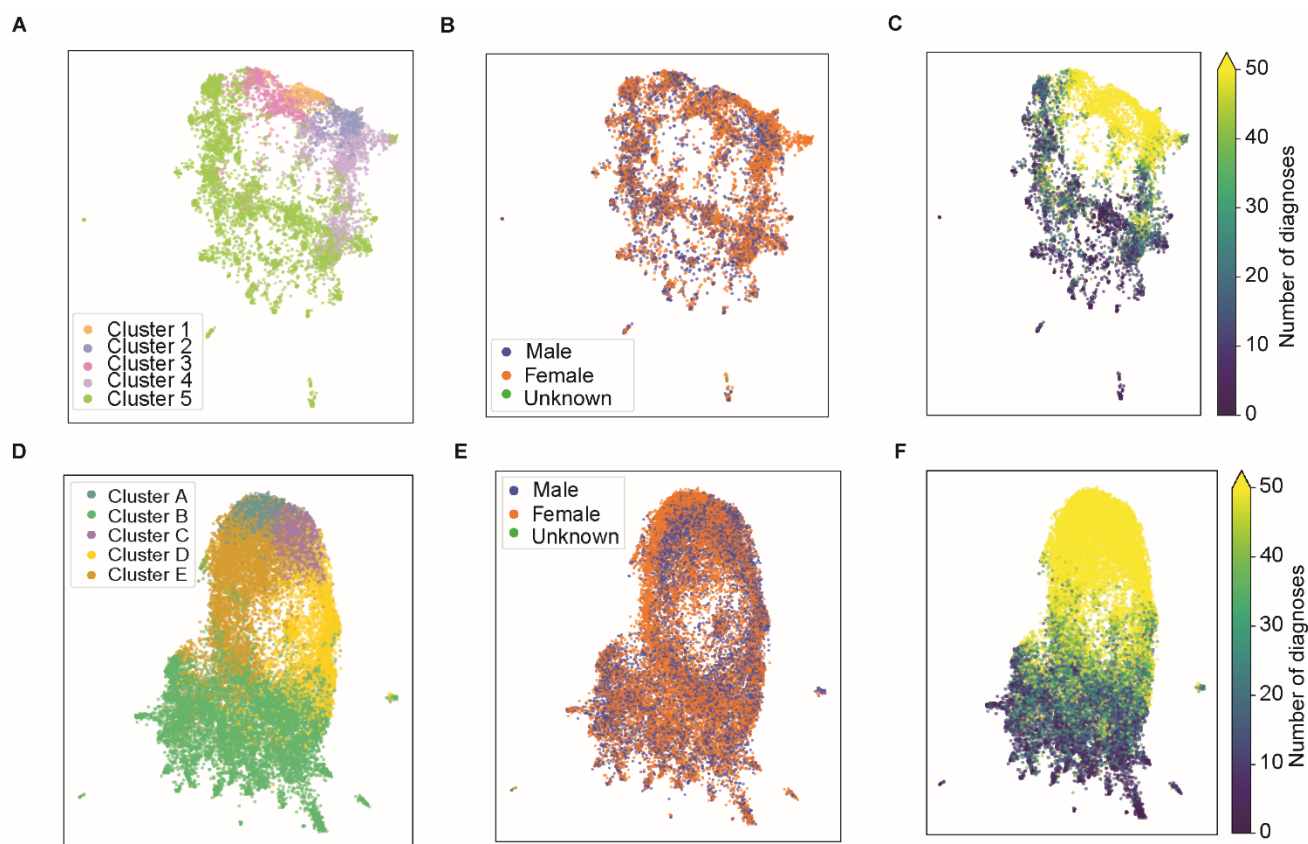 A
B
C
Cluster 1
Cluster 2
Cluster 3
Cluster 4
Cluster 5
Male
Female
Unknown
50
40
30
20
10
0
Number of diagnoses
D
E
F
Cluster A
Cluster B
Cluster C
Cluster D
Cluster E
Male
Female
Unknown
50
40
30
20
10
0
Number of diagnoses